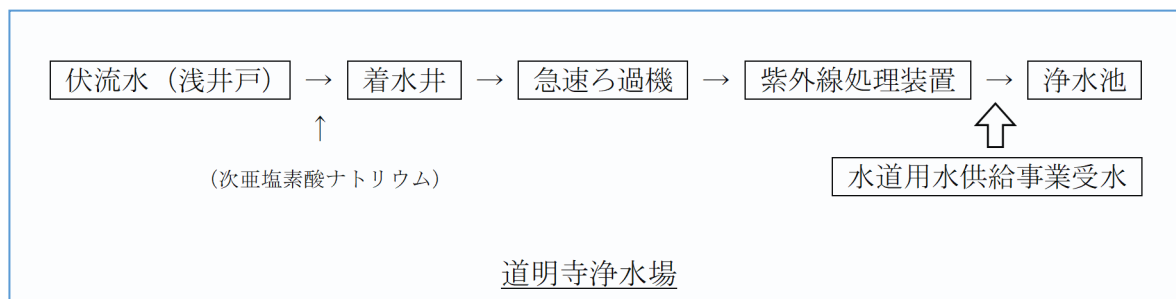 伏流水（浅井戸） → 着水井 → 急速ろ過機 → 紫外線処理装置 → 浄水池
↑
（次亜塩素酸ナトリウム）
水道用水供給事業受水
道明寺浄水場